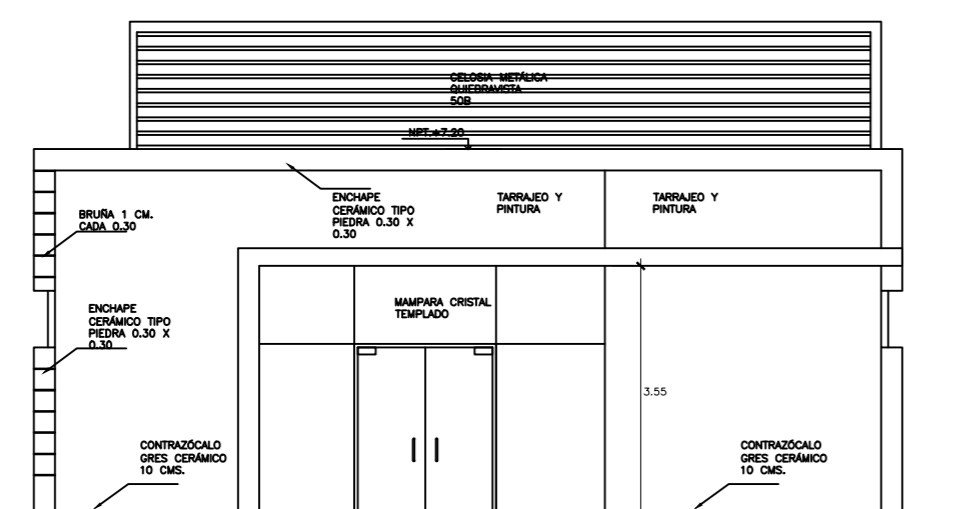 CELOSIA METÁLICA
QUIEBRAVISTA
50B
NPT.+7.20
ENCHAPE
CERÁMICO TIPO
PIEDRA 0.30 X
0.30
TARRAJEO Y
PINTURA
TARRAJEO Y
PINTURA
BRUÑA 1 CM.
CADA 0.30
MAMPARA CRISTAL
TEMPLADO
ENCHAPE
CERÁMICO TIPO
PIEDRA 0.30 X
0.30
3.55
CONTRAZÓCALO
GRES CERÁMICO
10 CMS.
CONTRAZÓCALO
GRES CERÁMICO
10 CMS.